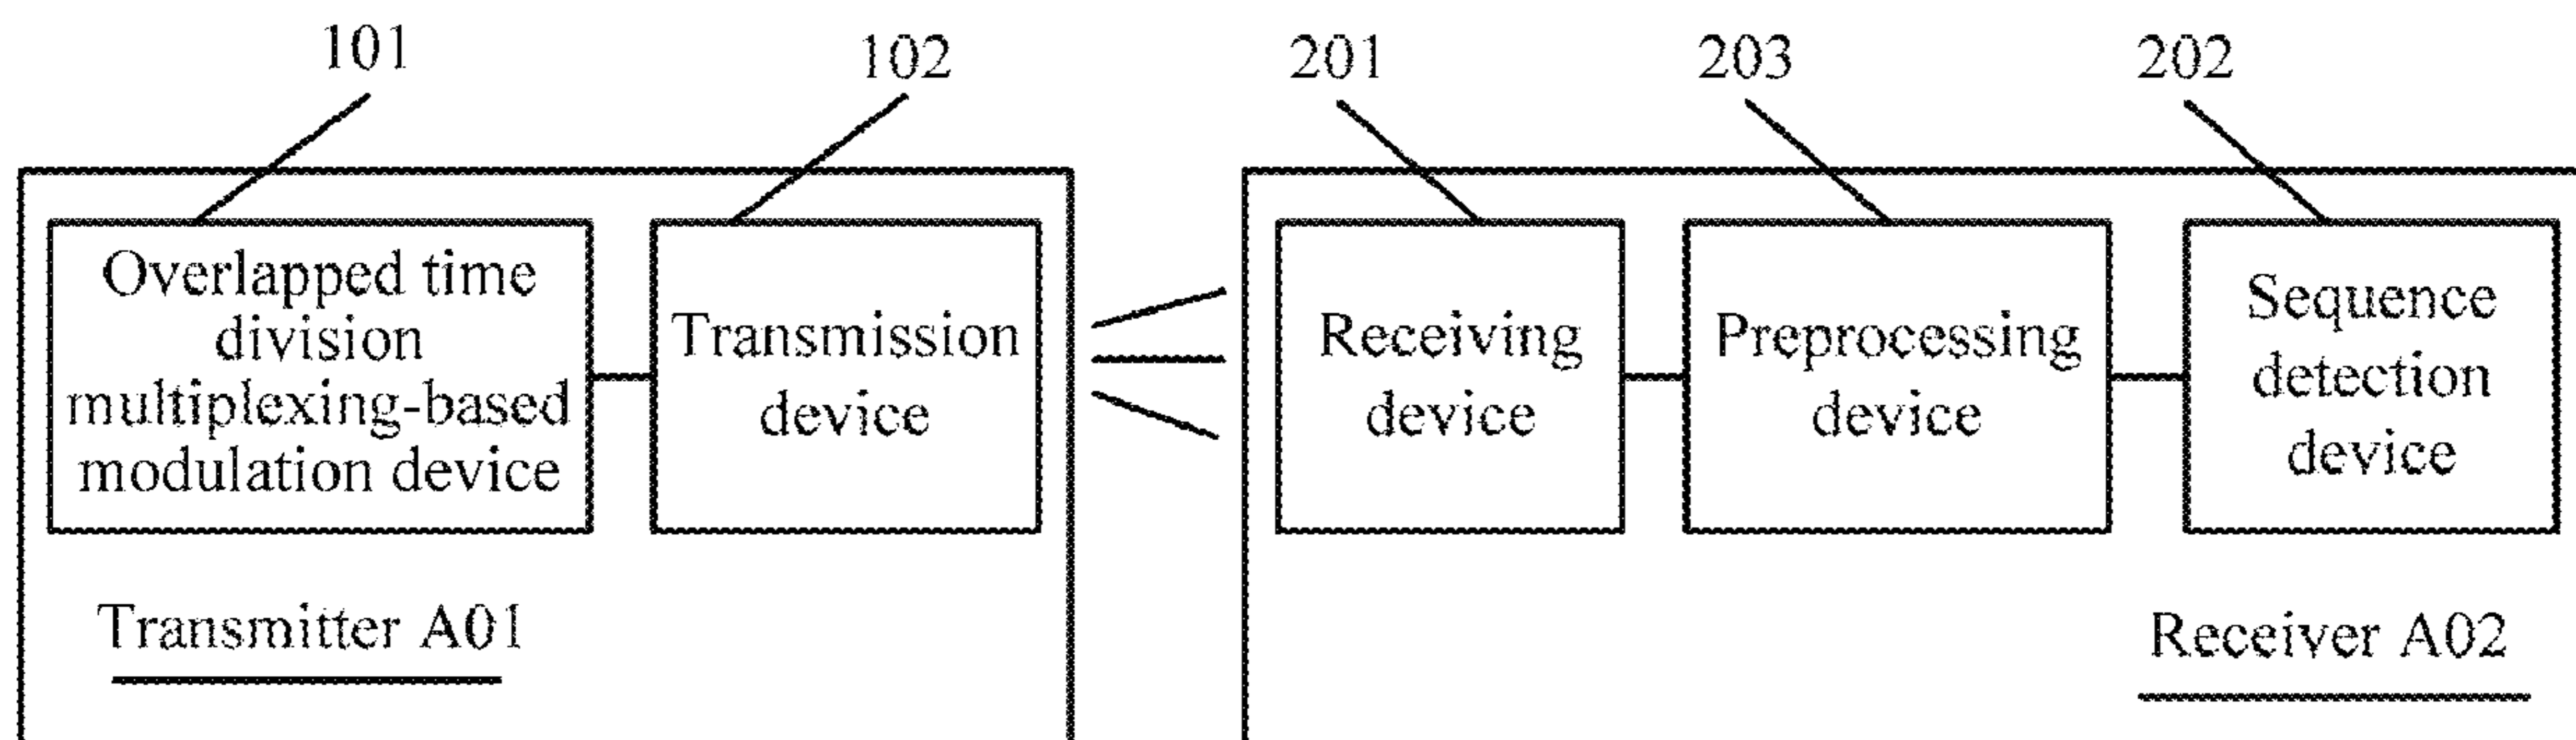 101
102
201
203
202
Overlapped time
division
multiplexing-based
modulation device
Transmission
device
Receiving
device
Preprocessing
device
Sequence
detection
device
Transmitter A01
Receiver A02